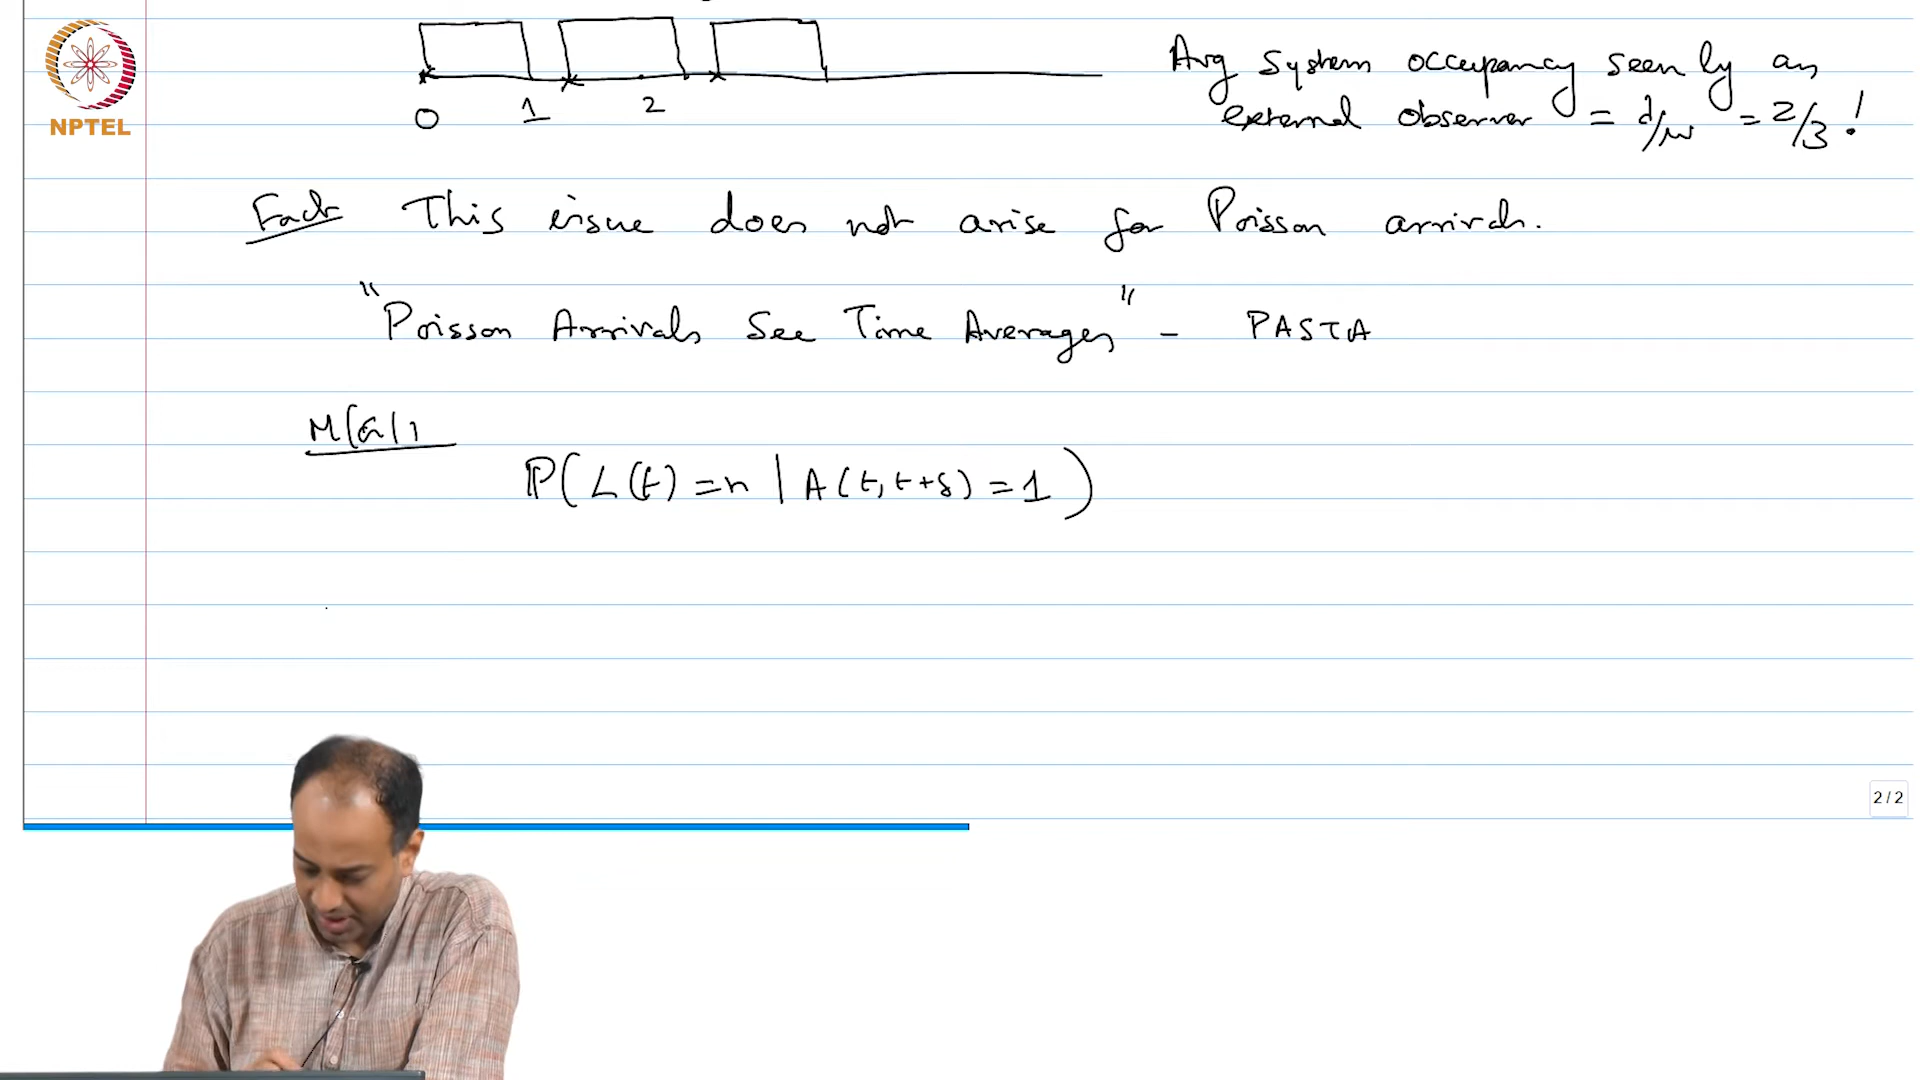 NPTEL
0 1 2
Avg System occupancy seen by an
external observer = λ/μ = 2/3 !
Fact This issue does not arise for Poisson arrivals.
"Poisson Arrivals See Time Averages" - PASTA
M/G/1
ℙ( L(t) = n | A(t, t+δ) = 1 )
2 / 2